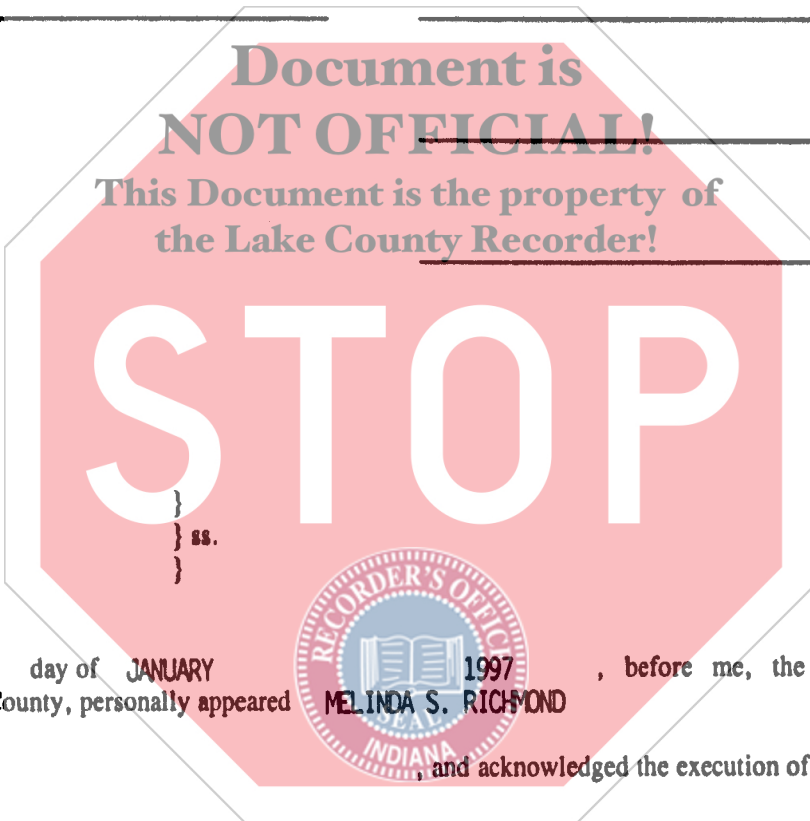 Document is
NOT OFFICIAL!
This Document is the property of
the Lake County Recorder!
STOP
}
} ss.
}
RECORDER'S OFFICE
SEAL
INDIANA
day of JANUARY 1997 , before me, the
County, personally appeared MELINDA S. RICHMOND
, and acknowledged the execution of